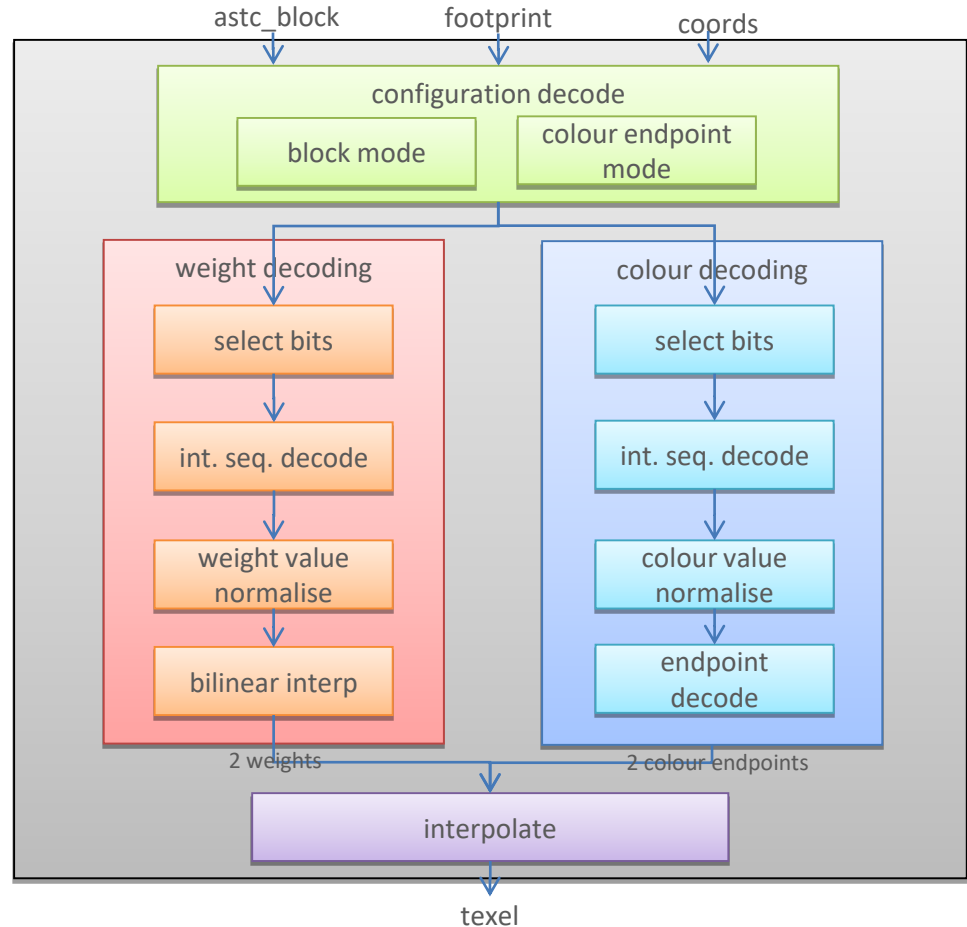 astc_block
footprint
coords
configuration decode
block mode
colour endpoint
mode
weight decoding
select bits
int. seq. decode
weight value
normalise
bilinear interp
colour decoding
select bits
int. seq. decode
colour value
normalise
endpoint
decode
2 weights
2 colour endpoints
interpolate
texel